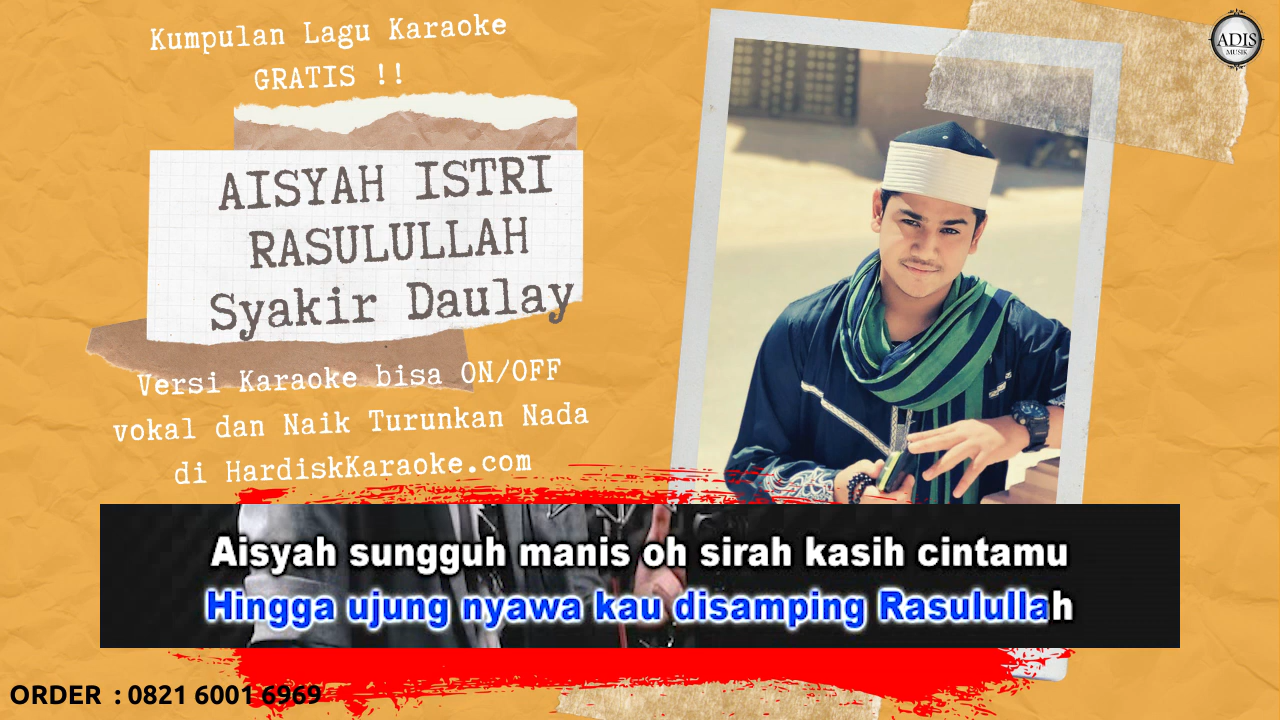 Kumpulan Lagu Karaoke
GRATIS !!
AISYAH ISTRI
RASULULLAH
Syakir Daulay
Versi Karaoke bisa ON/OFF
vokal dan Naik Turunkan Nada
di HardiskKaraoke.com
ADIS
MUSIK
Aisyah sungguh manis oh sirah kasih cintamu
Hingga ujung nyawa kau disamping Rasulullah
ORDER : 0821 6001 6969